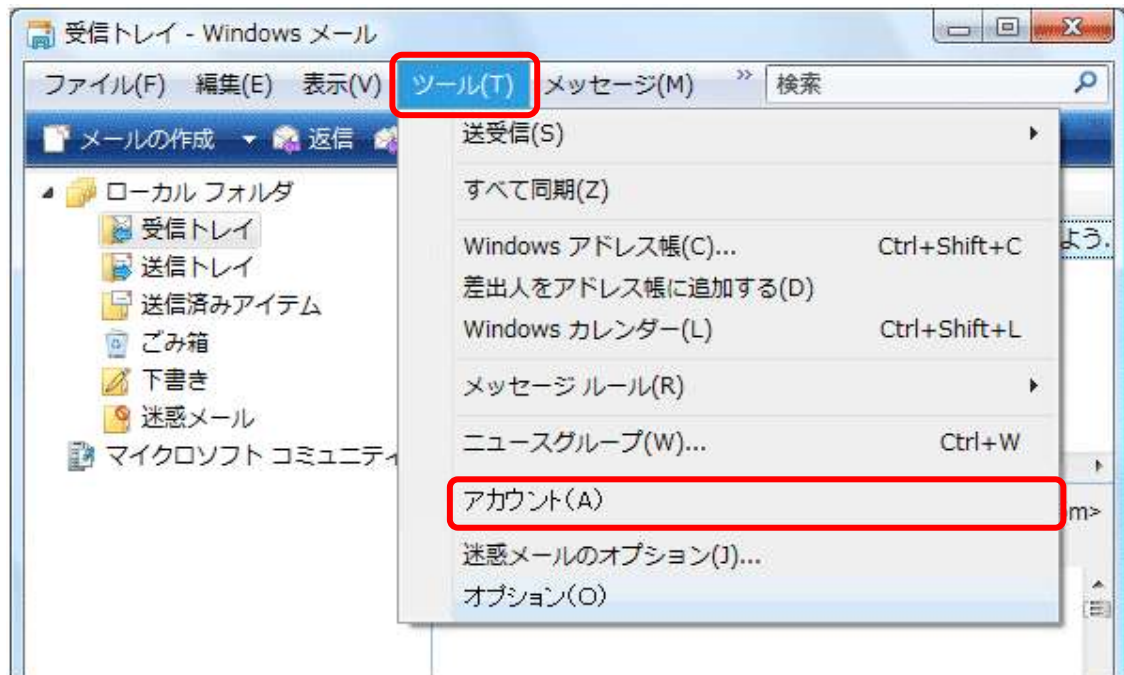 受信トレイ - Windows メール
ファイル(F) 編集(E) 表示(V) ツール(T) メッセージ(M) » 検索
メールの作成 返信
ローカル フォルダ
受信トレイ
送信トレイ
送信済みアイテム
ごみ箱
下書き
迷惑メール
マイクロソフト コミュニティ
送受信(S)
すべて同期(Z)
Windows アドレス帳(C)... Ctrl+Shift+C
差出人をアドレス帳に追加する(D)
Windows カレンダー(L) Ctrl+Shift+L
メッセージ ルール(R)
ニュースグループ(W)... Ctrl+W
アカウント(A)
迷惑メールのオプション(J)...
オプション(O)
よう.
m>